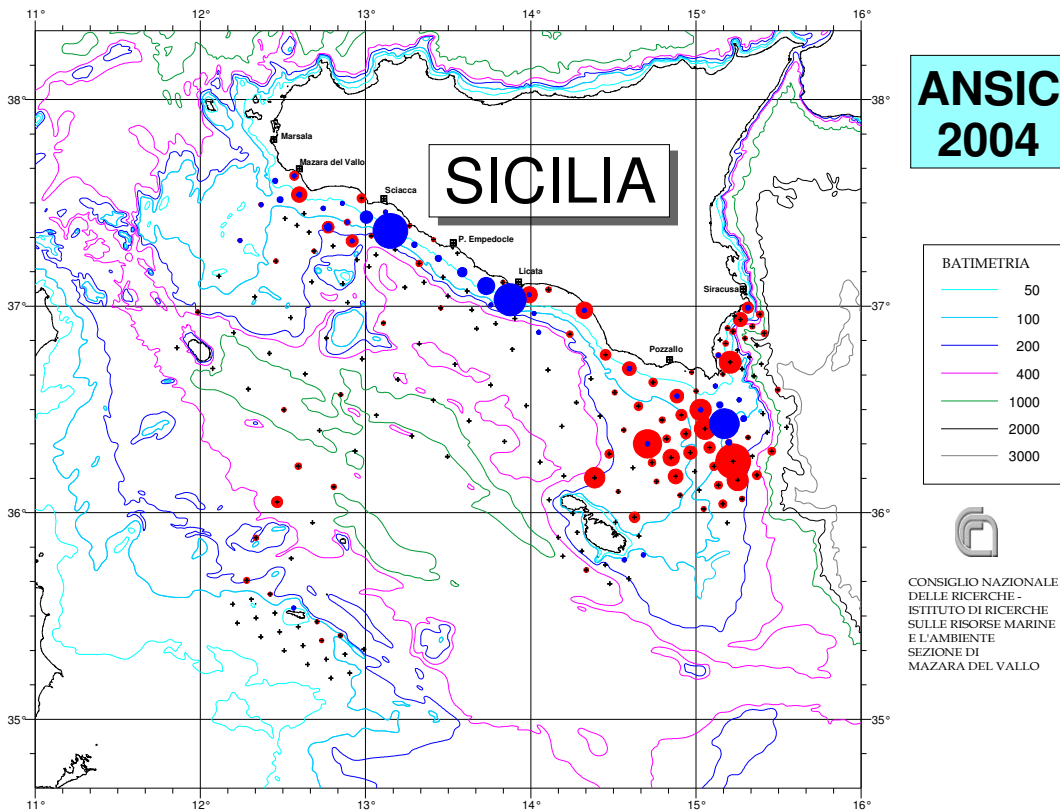 11° 12° 13° 14° 15° 16°
38° 38°
37° 37°
36° 36°
35° 35°
11° 12° 13° 14° 15° 16°
Marsala
Mazara del Vallo
Sciacca
P. Empedocle
Licata
Siracusa
Pozzallo
SICILIA
ANSIC
2004
BATIMETRIA
50
100
200
400
1000
2000
3000
CONSIGLIO NAZIONALE
DELLE RICERCHE -
ISTITUTO DI RICERCHE
SULLE RISORSE MARINE
E L'AMBIENTE
SEZIONE DI
MAZARA DEL VALLO